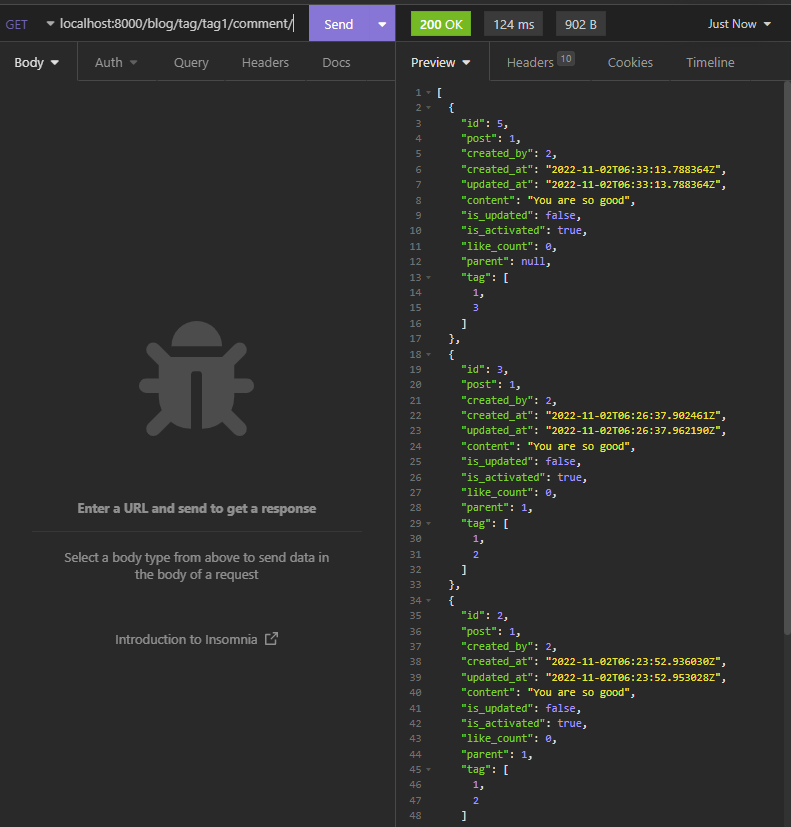 GET localhost:8000/blog/tag/tag1/comment/ Send 200 OK 124 ms 902 B Just Now
Body Auth Query Headers Docs Preview Headers 10 Cookies Timeline
1 [
2 {
3 "id": 5,
4 "post": 1,
5 "created_by": 2,
6 "created_at": "2022-11-02T06:33:13.788364Z",
7 "updated_at": "2022-11-02T06:33:13.788364Z",
8 "content": "You are so good",
9 "is_updated": false,
10 "is_activated": true,
11 "like_count": 0,
12 "parent": null,
13 "tag": [
14 1,
15 3
16 ]
17 },
18 {
19 "id": 3,
20 "post": 1,
21 "created_by": 2,
22 "created_at": "2022-11-02T06:26:37.902461Z",
23 "updated_at": "2022-11-02T06:26:37.962190Z",
24 "content": "You are so good",
25 "is_updated": false,
26 "is_activated": true,
27 "like_count": 0,
28 "parent": 1,
29 "tag": [
30 1,
31 2
32 ]
33 },
34 {
35 "id": 2,
36 "post": 1,
37 "created_by": 2,
38 "created_at": "2022-11-02T06:23:52.936030Z",
39 "updated_at": "2022-11-02T06:23:52.953028Z",
40 "content": "You are so good",
41 "is_updated": false,
42 "is_activated": true,
43 "like_count": 0,
44 "parent": 1,
45 "tag": [
46 1,
47 2
48 ]
Enter a URL and send to get a response
Select a body type from above to send data in
the body of a request
Introduction to Insomnia